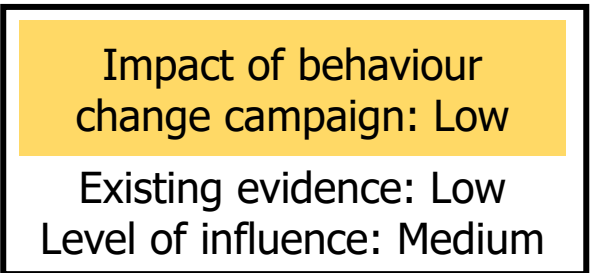 Impact of behaviour
change campaign: Low
Existing evidence: Low
Level of influence: Medium